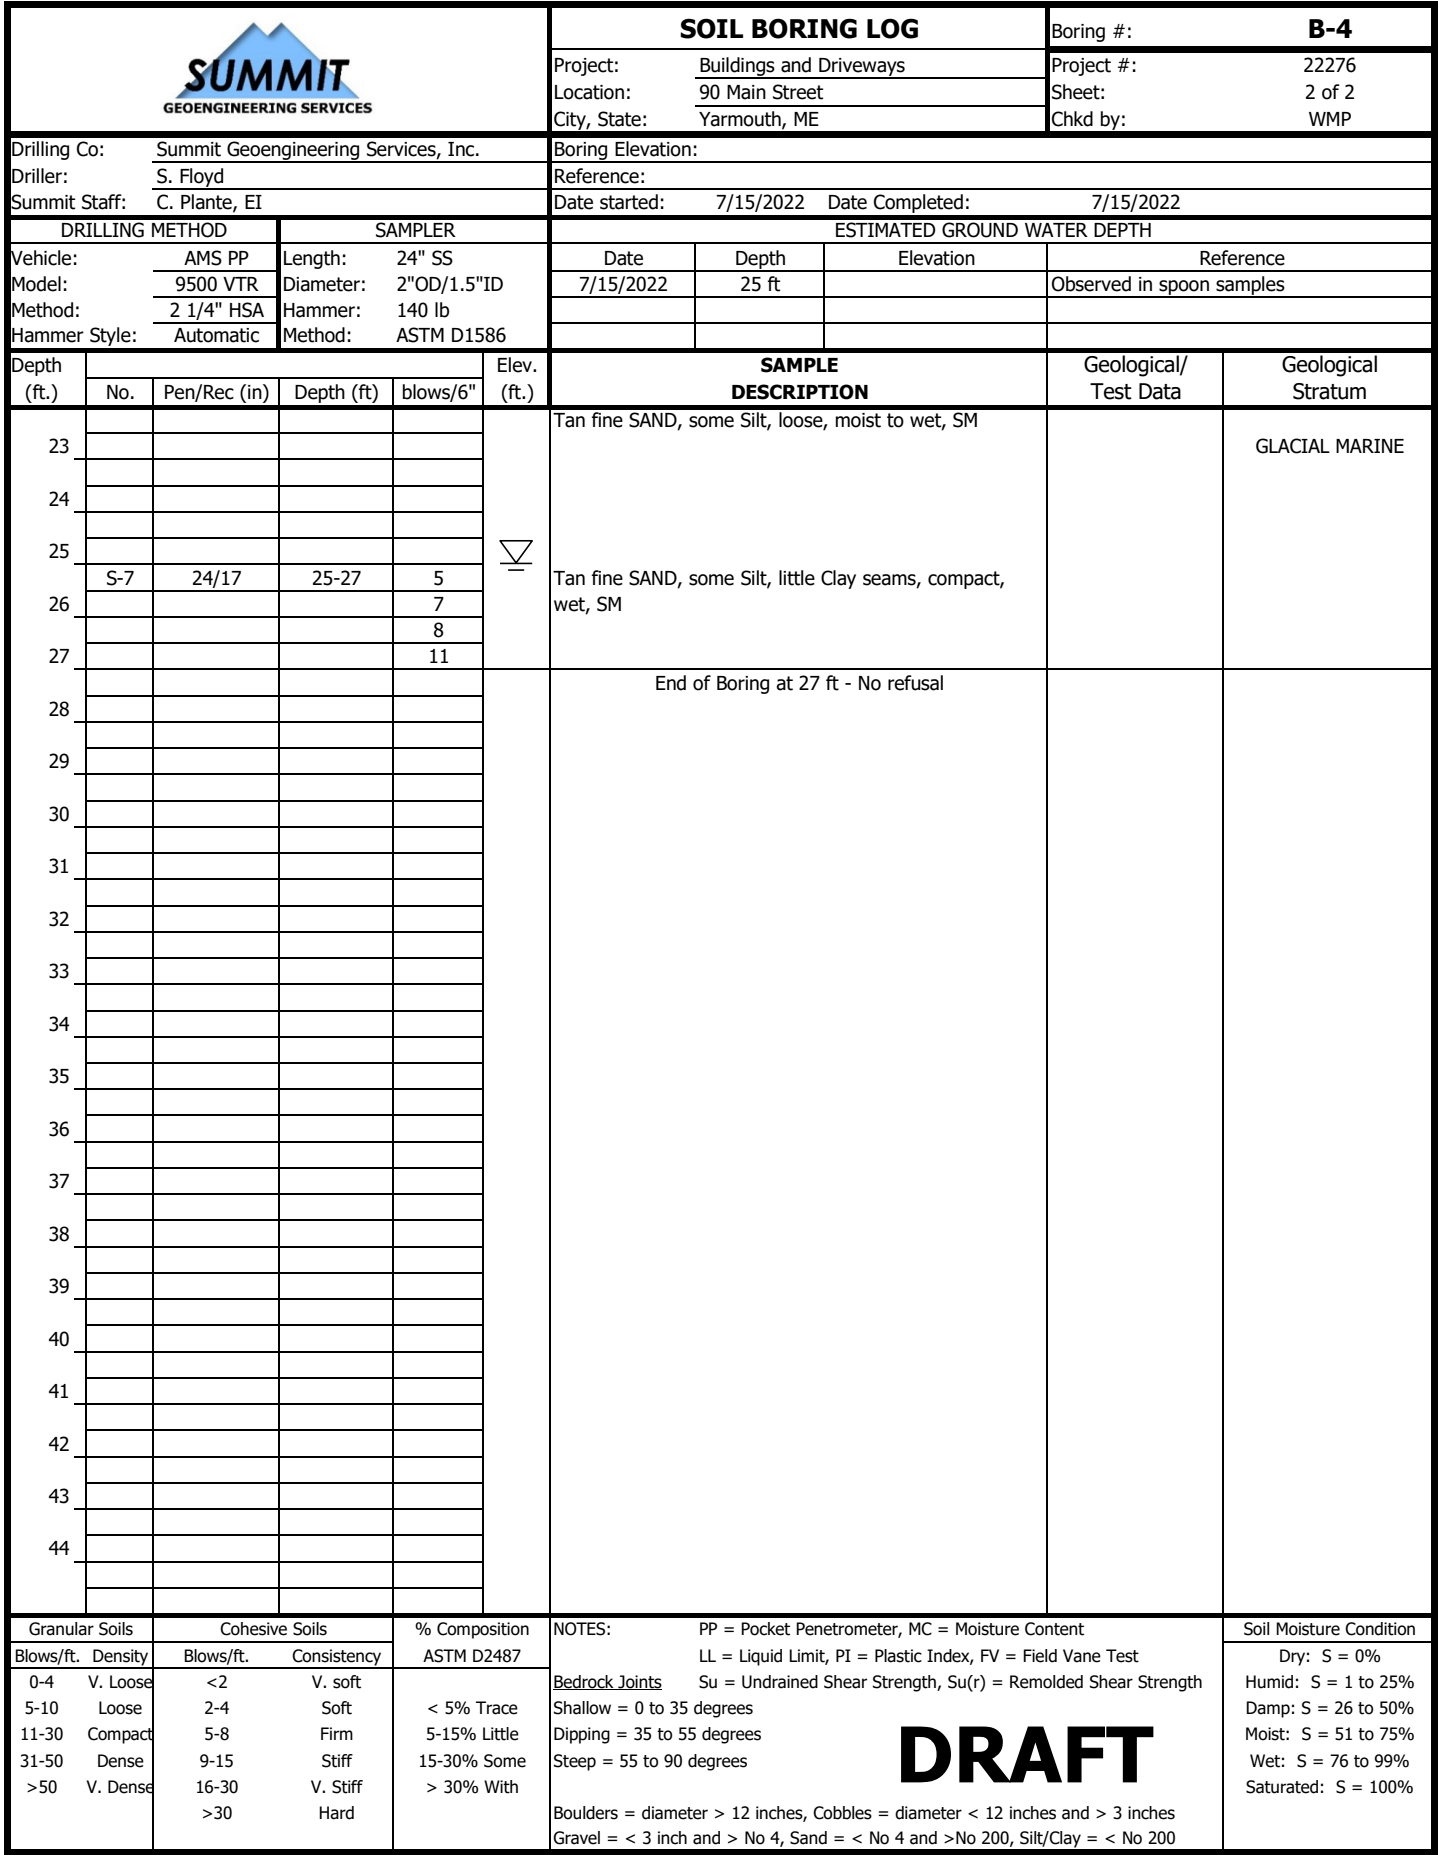 SUMMIT
GEOENGINEERING SERVICES
SOIL BORING LOG
Boring #: B-4
Project: Buildings and Driveways
Project #: 22276
Location: 90 Main Street
Sheet: 2 of 2
City, State: Yarmouth, ME
Chkd by: WMP
Drilling Co: Summit Geoengineering Services, Inc.
Boring Elevation:
Driller: S. Floyd
Reference:
Summit Staff: C. Plante, EI
Date started: 7/15/2022 Date Completed: 7/15/2022
DRILLING METHOD SAMPLER ESTIMATED GROUND WATER DEPTH
Vehicle: AMS PP Length: 24" SS Date Depth Elevation Reference
Model: 9500 VTR Diameter: 2"OD/1.5"ID 7/15/2022 25 ft Observed in spoon samples
Method: 2 1/4" HSA Hammer: 140 lb
Hammer Style: Automatic Method: ASTM D1586
Depth Elev. SAMPLE Geological/ Geological
(ft.) No. Pen/Rec (in) Depth (ft) blows/6" (ft.) DESCRIPTION Test Data Stratum
Tan fine SAND, some Silt, loose, moist to wet, SM
23 GLACIAL MARINE
24
25
S-7 24/17 25-27 5 Tan fine SAND, some Silt, little Clay seams, compact,
26 7 wet, SM
8
27 11
End of Boring at 27 ft - No refusal
28
29
30
31
32
33
34
35
36
37
38
39
40
41
42
43
44
Granular Soils Cohesive Soils % Composition NOTES: PP = Pocket Penetrometer, MC = Moisture Content Soil Moisture Condition
Blows/ft. Density Blows/ft. Consistency ASTM D2487 LL = Liquid Limit, PI = Plastic Index, FV = Field Vane Test Dry: S = 0%
0-4 V. Loose <2 V. soft Bedrock Joints Su = Undrained Shear Strength, Su(r) = Remolded Shear Strength Humid: S = 1 to 25%
5-10 Loose 2-4 Soft < 5% Trace Shallow = 0 to 35 degrees Damp: S = 26 to 50%
11-30 Compact 5-8 Firm 5-15% Little Dipping = 35 to 55 degrees Moist: S = 51 to 75%
31-50 Dense 9-15 Stiff 15-30% Some Steep = 55 to 90 degrees Wet: S = 76 to 99%
>50 V. Dense 16-30 V. Stiff > 30% With Saturated: S = 100%
DRAFT
>30 Hard Boulders = diameter > 12 inches, Cobbles = diameter < 12 inches and > 3 inches
Gravel = < 3 inch and > No 4, Sand = < No 4 and >No 200, Silt/Clay = < No 200